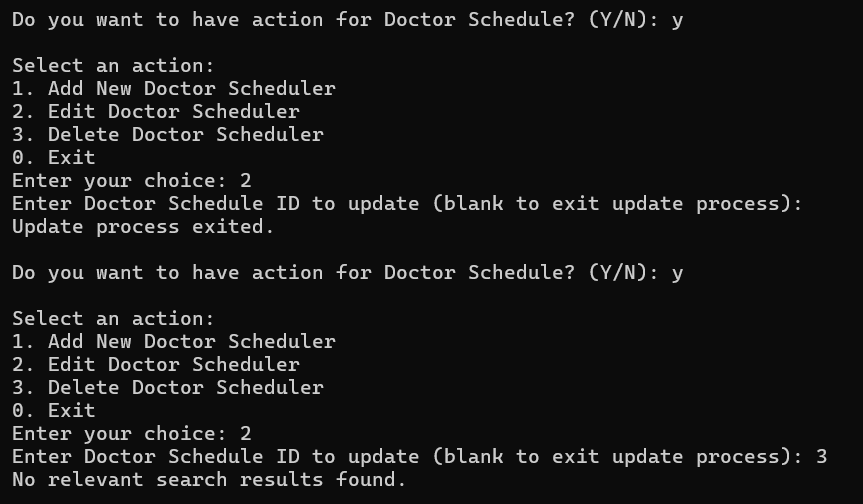 Do you want to have action for Doctor Schedule? (Y/N): y
Select an action:
1. Add New Doctor Scheduler
2. Edit Doctor Scheduler
3. Delete Doctor Scheduler
0. Exit
Enter your choice: 2
Enter Doctor Schedule ID to update (blank to exit update process):
Update process exited.
Do you want to have action for Doctor Schedule? (Y/N): y
Select an action:
1. Add New Doctor Scheduler
2. Edit Doctor Scheduler
3. Delete Doctor Scheduler
0. Exit
Enter your choice: 2
Enter Doctor Schedule ID to update (blank to exit update process): 3
No relevant search results found.